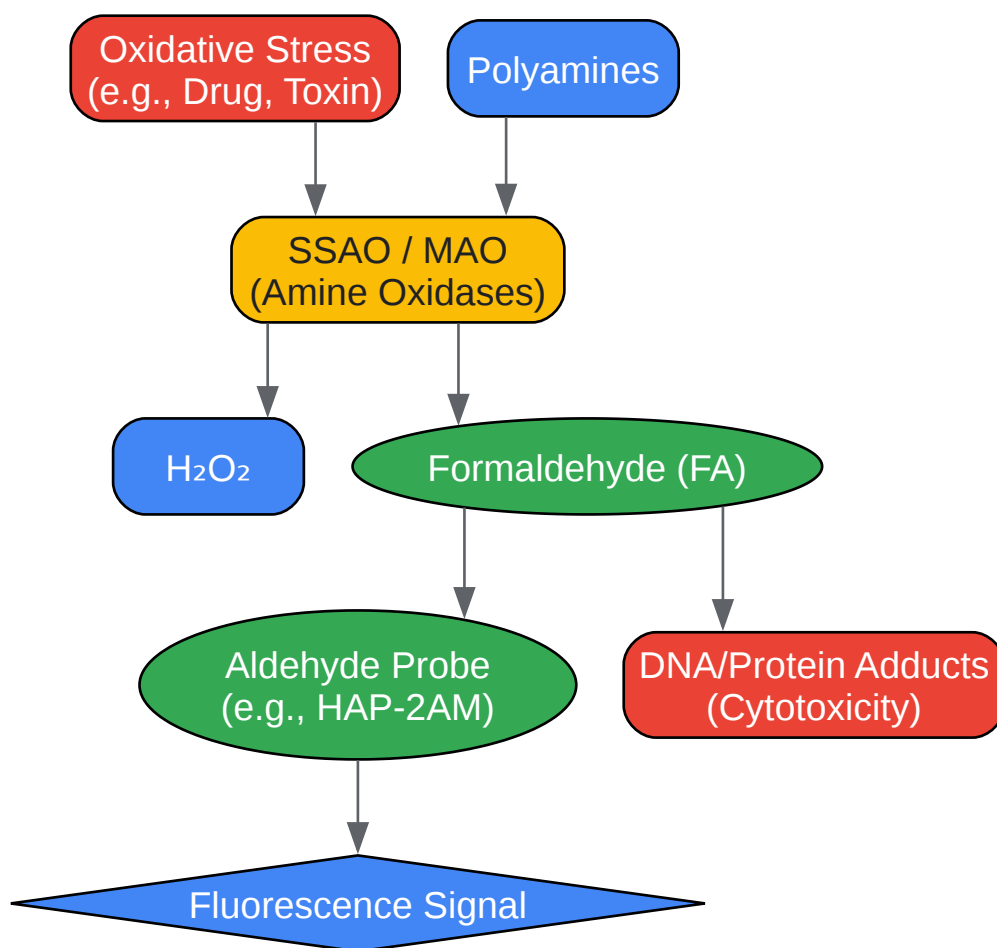 Oxidative Stress
(e.g., Drug, Toxin)
Polyamines
SSAO / MAO
(Amine Oxidases)
H₂O₂
Formaldehyde (FA)
Aldehyde Probe
(e.g., HAP-2AM)
DNA/Protein Adducts
(Cytotoxicity)
Fluorescence Signal